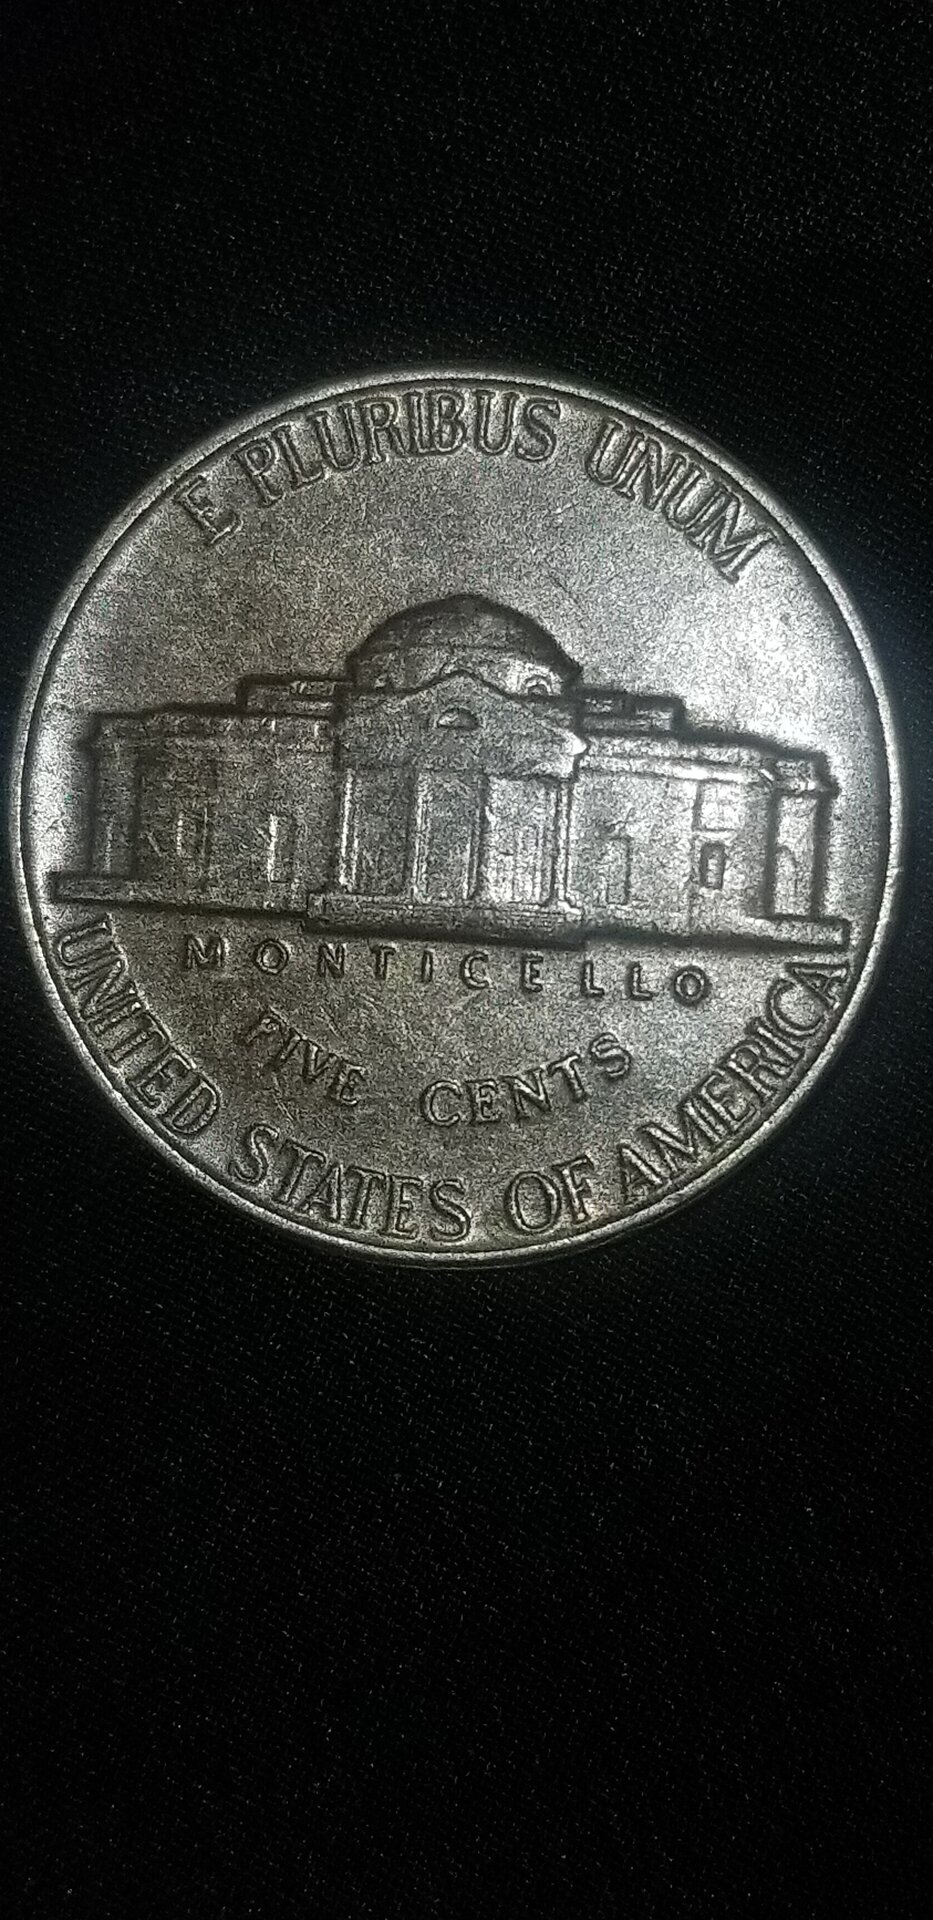 E PLURIBUS UNUM
MONTICELLO
FIVE CENTS
UNITED STATES OF AMERICA